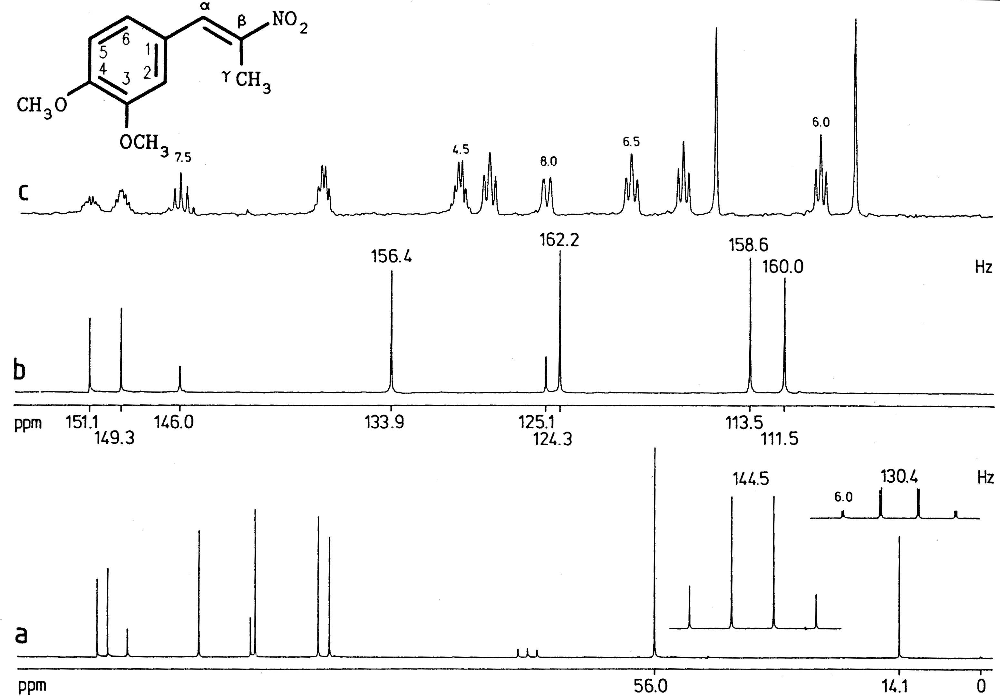 α
β NO2
6
1
5
4 3 2
γ CH3
CH3O
OCH3
7.5 4.5 8.0 6.5 6.0
c
156.4 162.2 158.6 160.0 Hz
b
ppm 151.1 149.3 146.0 133.9 125.1 124.3 113.5 111.5
144.5 6.0 130.4 Hz
a
ppm 56.0 14.1 0